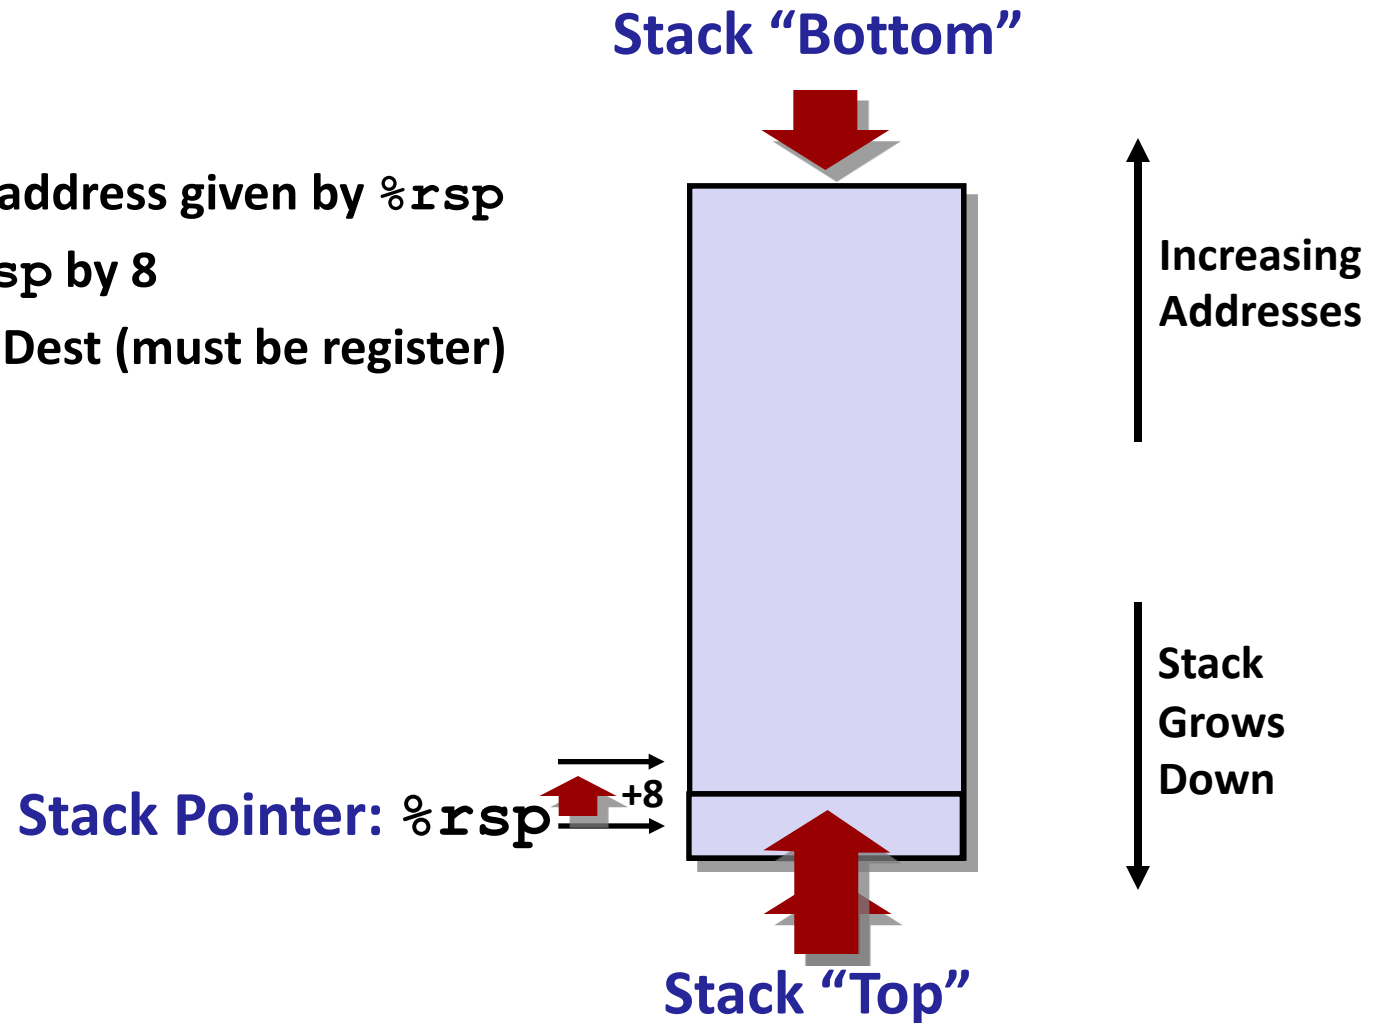 Stack “Bottom”
address given by %rsp
sp by 8
Dest (must be register)
Increasing
Addresses
Stack
Grows
Down
+8
Stack Pointer: %rsp
Stack “Top”